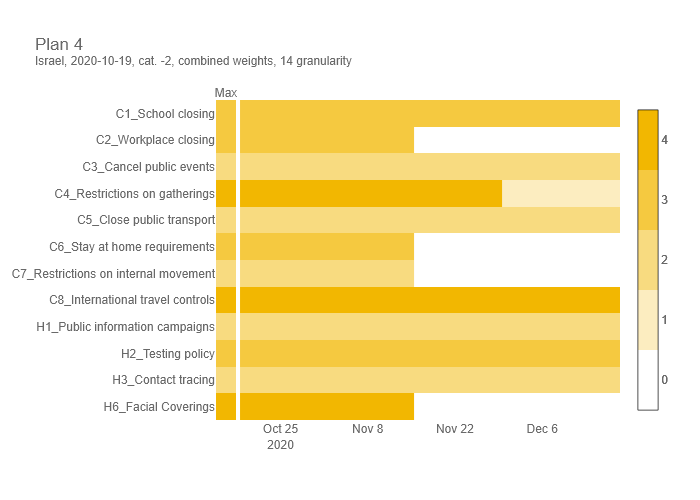 Plan 4
Israel, 2020-10-19, cat. -2, combined weights, 14 granularity
Max
C1_School closing
C2_Workplace closing
C3_Cancel public events
C4_Restrictions on gatherings
C5_Close public transport
C6_Stay at home requirements
C7_Restrictions on internal movement
C8_International travel controls
H1_Public information campaigns
H2_Testing policy
H3_Contact tracing
H6_Facial Coverings
Oct 25 Nov 8 Nov 22 Dec 6
2020
4
3
2
1
0